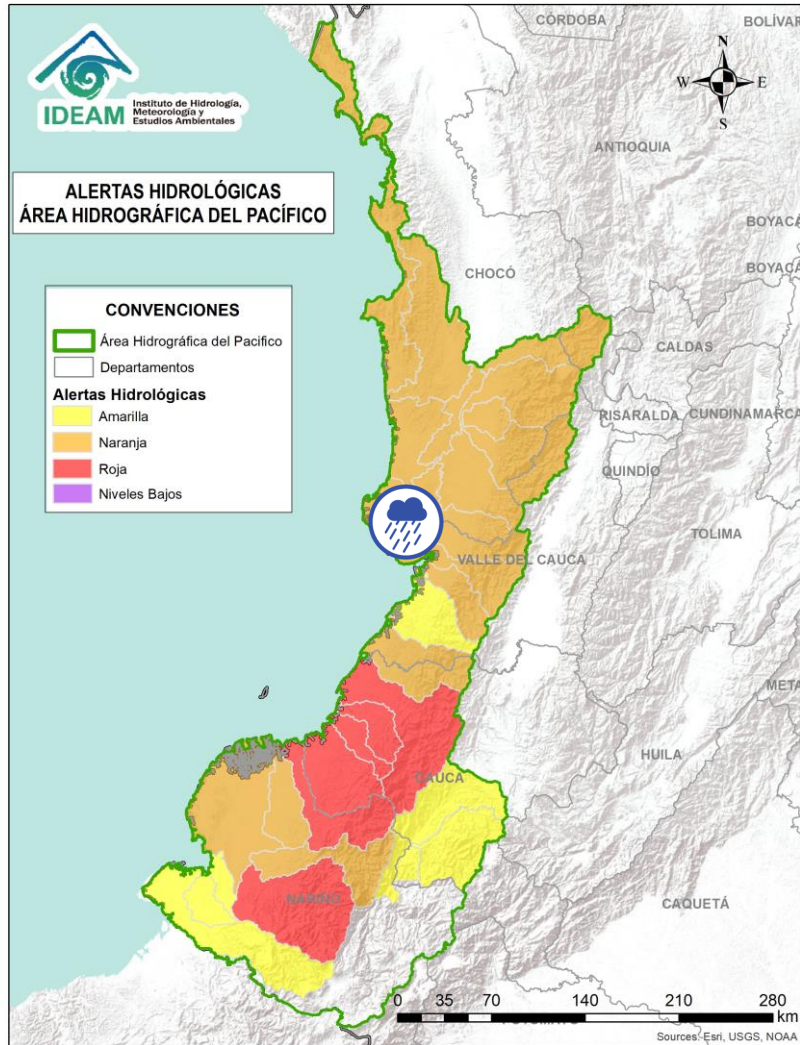 IDEAM
Instituto de Hidrología,
Meteorología y
Estudios Ambientales
ALERTAS HIDROLÓGICAS
ÁREA HIDROGRÁFICA DEL PACÍFICO
CONVENCIONES
Área Hidrográfica del Pacifico
Departamentos
Alertas Hidrológicas
Amarilla
Naranja
Roja
Niveles Bajos
CÓRDOBA
BOLÍVAR
N
W E
S
ANTIOQUIA
BOYACÁ
CHOCÓ
BOYACÁ
CALDAS
RISARALDA
CUNDINAMARCA
QUINDÍO
TOLIMA
VALLE DEL CAUCA
META
HUILA
CAUCA
NARIÑO
CAQUETÁ
0 35 70 140 210 280
km
Sources: Esri, USGS, NOAA